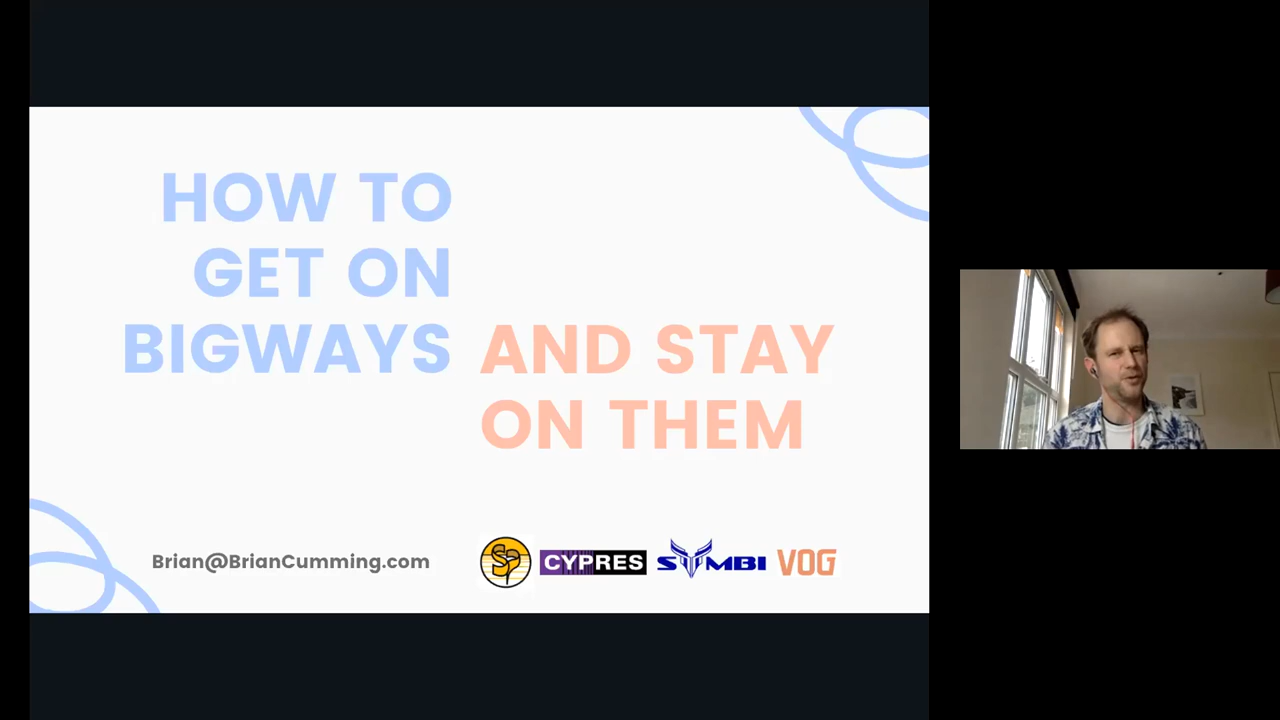 HOW TO
GET ON
BIGWAYS
AND STAY
ON THEM
Brian@BrianCumming.com
CYPRES
VOG